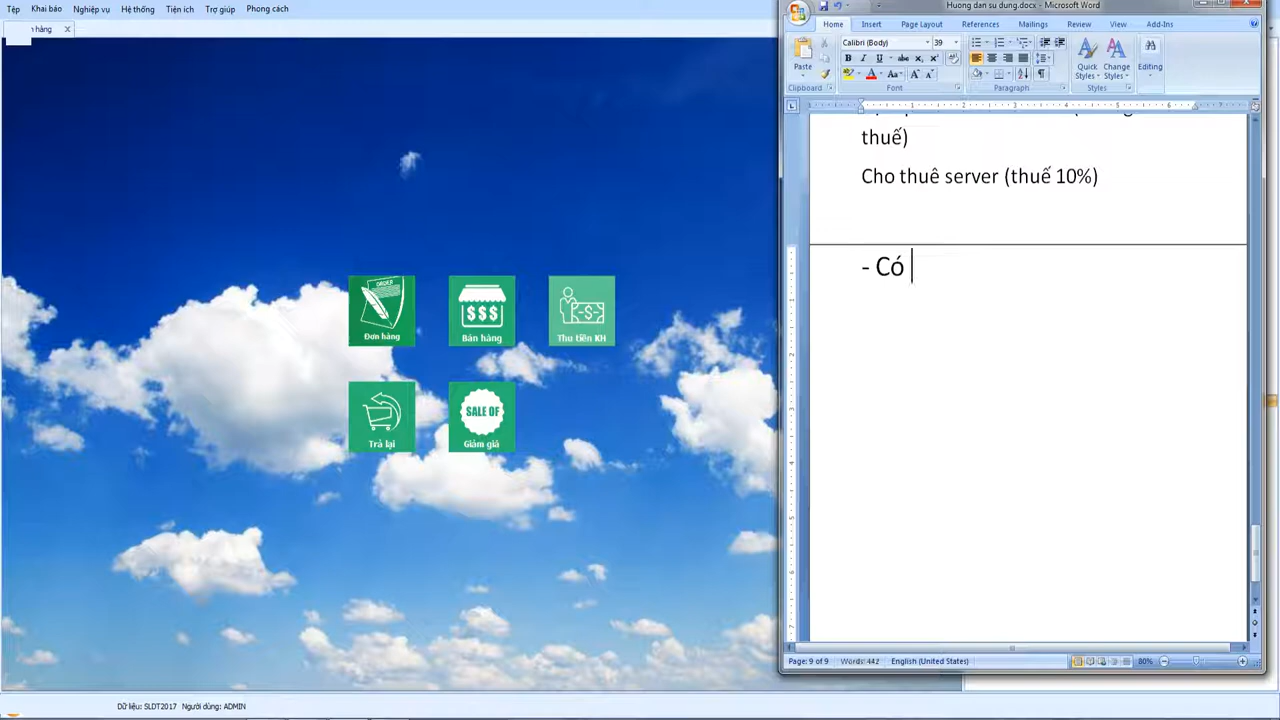 Tệp Khai báo Nghiệp vụ Hệ thống Tiện ích Trợ giúp Phong cách
hàng
ORDER
Đơn hàng
$$$
Bán hàng
-$-
Thu tiền KH
Trả lại
SALE OF
Giảm giá
Dữ liệu: SLDT2017 Người dùng: ADMIN
Huong dan su dung.docx - Microsoft Word
Home Insert Page Layout References Mailings Review View Add-Ins
Calibri (Body) 39
Paste
Quick Styles
Change Styles
Editing
Clipboard Font Paragraph Styles
thuế)
Cho thuê server (thuế 10%)
- Có
Page: 9 of 9 Words: 442 English (United States) 80%